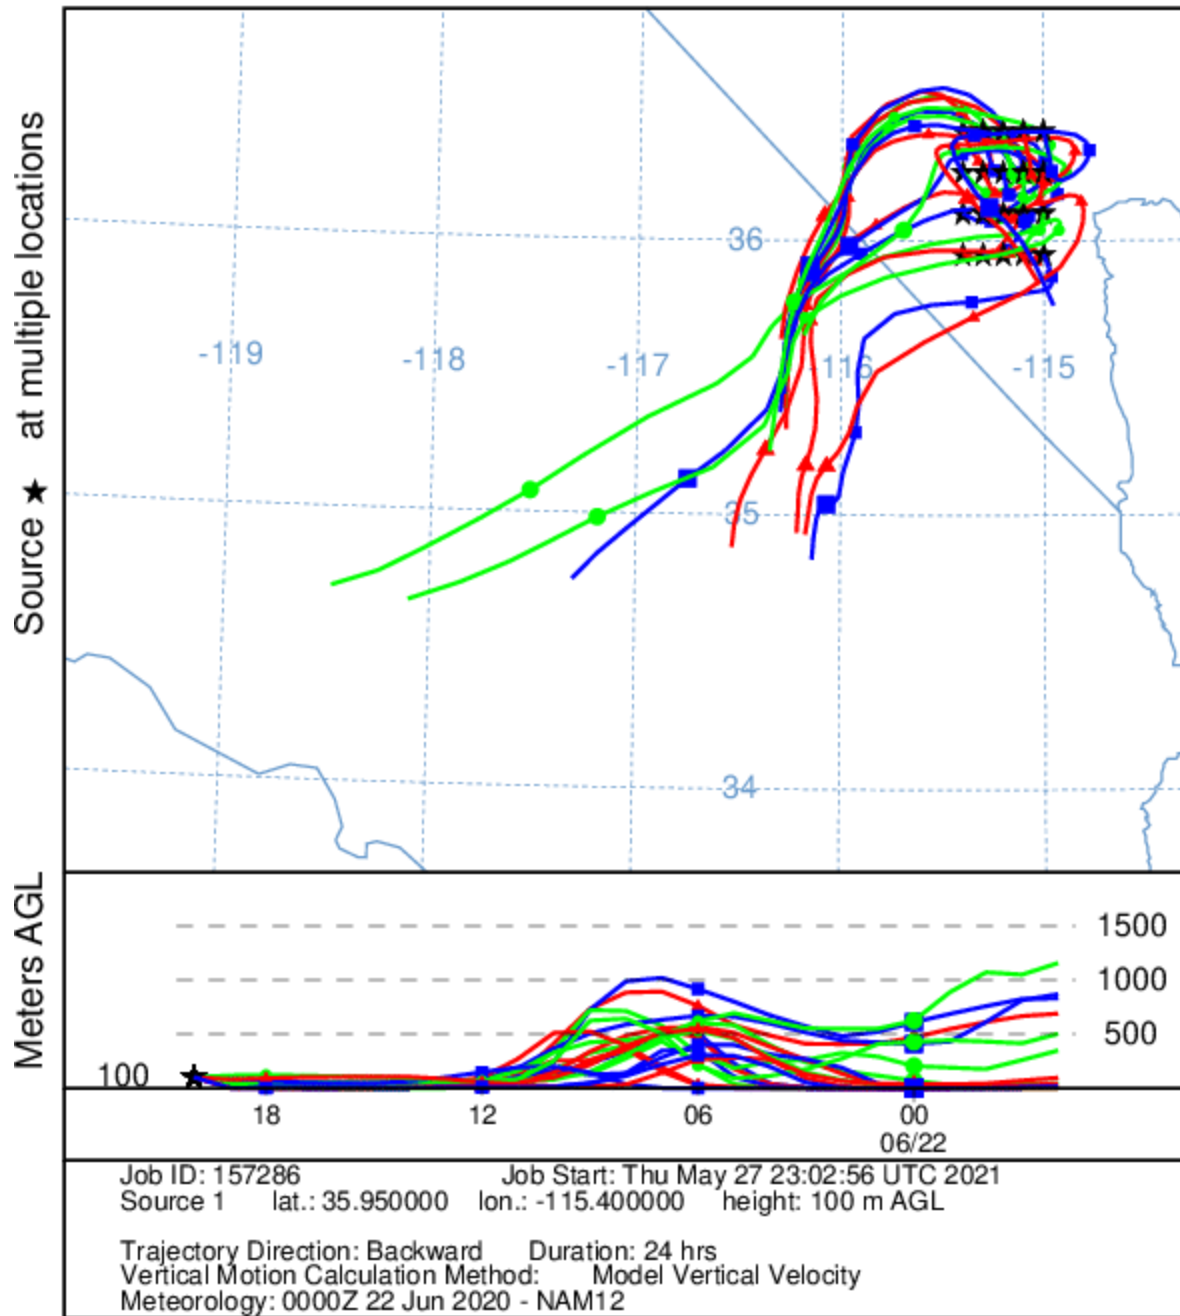 Source ★ at multiple locations
36
-119
-118
-117
-116
-115
35
34
Meters AGL
1500
1000
500
100
18
12
06
00
06/22
Job ID: 157286 Job Start: Thu May 27 23:02:56 UTC 2021
Source 1 lat.: 35.950000 lon.: -115.400000 height: 100 m AGL
Trajectory Direction: Backward Duration: 24 hrs
Vertical Motion Calculation Method: Model Vertical Velocity
Meteorology: 0000Z 22 Jun 2020 - NAM12